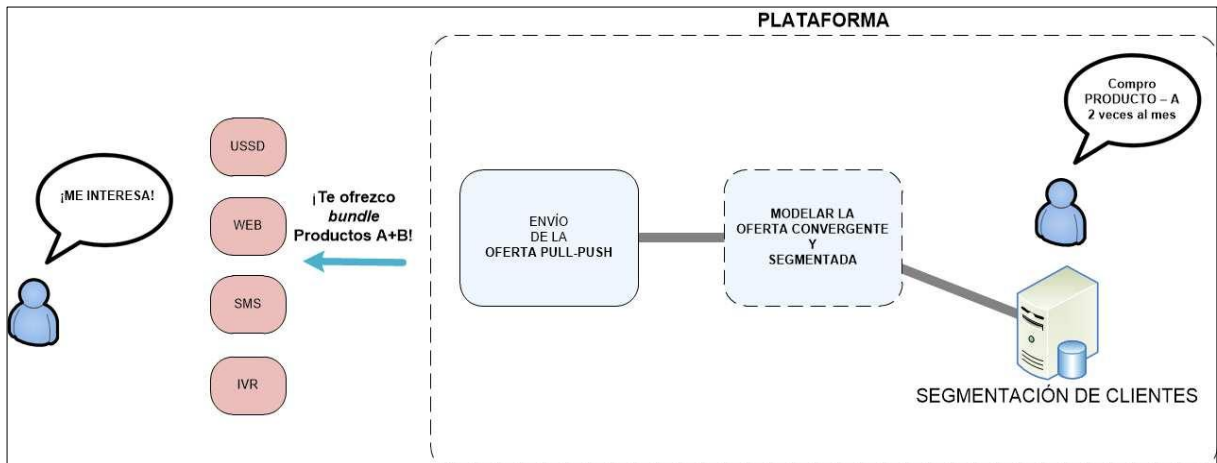 PLATAFORMA
Compro
PRODUCTO – A
2 veces al mes
USSD
¡ME INTERESA!
WEB
¡Te ofrezco
bundle
Productos A+B!
SMS
IVR
ENVÍO
DE LA
OFERTA PULL-PUSH
MODELAR LA
OFERTA CONVERGENTE
Y
SEGMENTADA
SEGMENTACIÓN DE CLIENTES